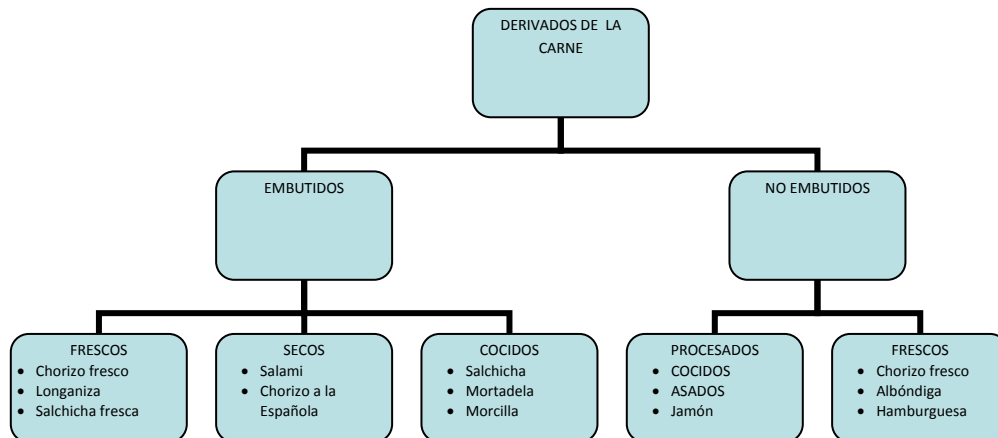 DERIVADOS DE LA
CARNE
EMBUTIDOS
NO EMBUTIDOS
FRESCOS
• Chorizo fresco
• Longaniza
• Salchicha fresca
SECOS
• Salami
• Chorizo a la
Española
COCIDOS
• Salchicha
• Mortadela
• Morcilla
PROCESADOS
• COCIDOS
• ASADOS
• Jamón
FRESCOS
• Chorizo fresco
• Albóndiga
• Hamburguesa